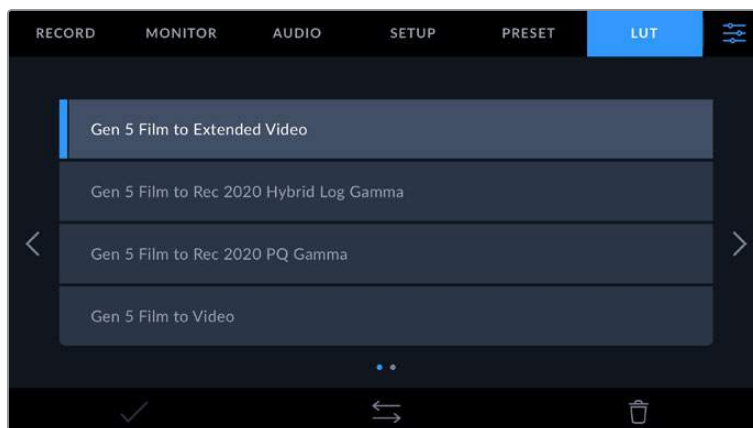 RECORD MONITOR AUDIO SETUP PRESET LUT
Gen 5 Film to Extended Video
Gen 5 Film to Rec 2020 Hybrid Log Gamma
Gen 5 Film to Rec 2020 PQ Gamma
Gen 5 Film to Video